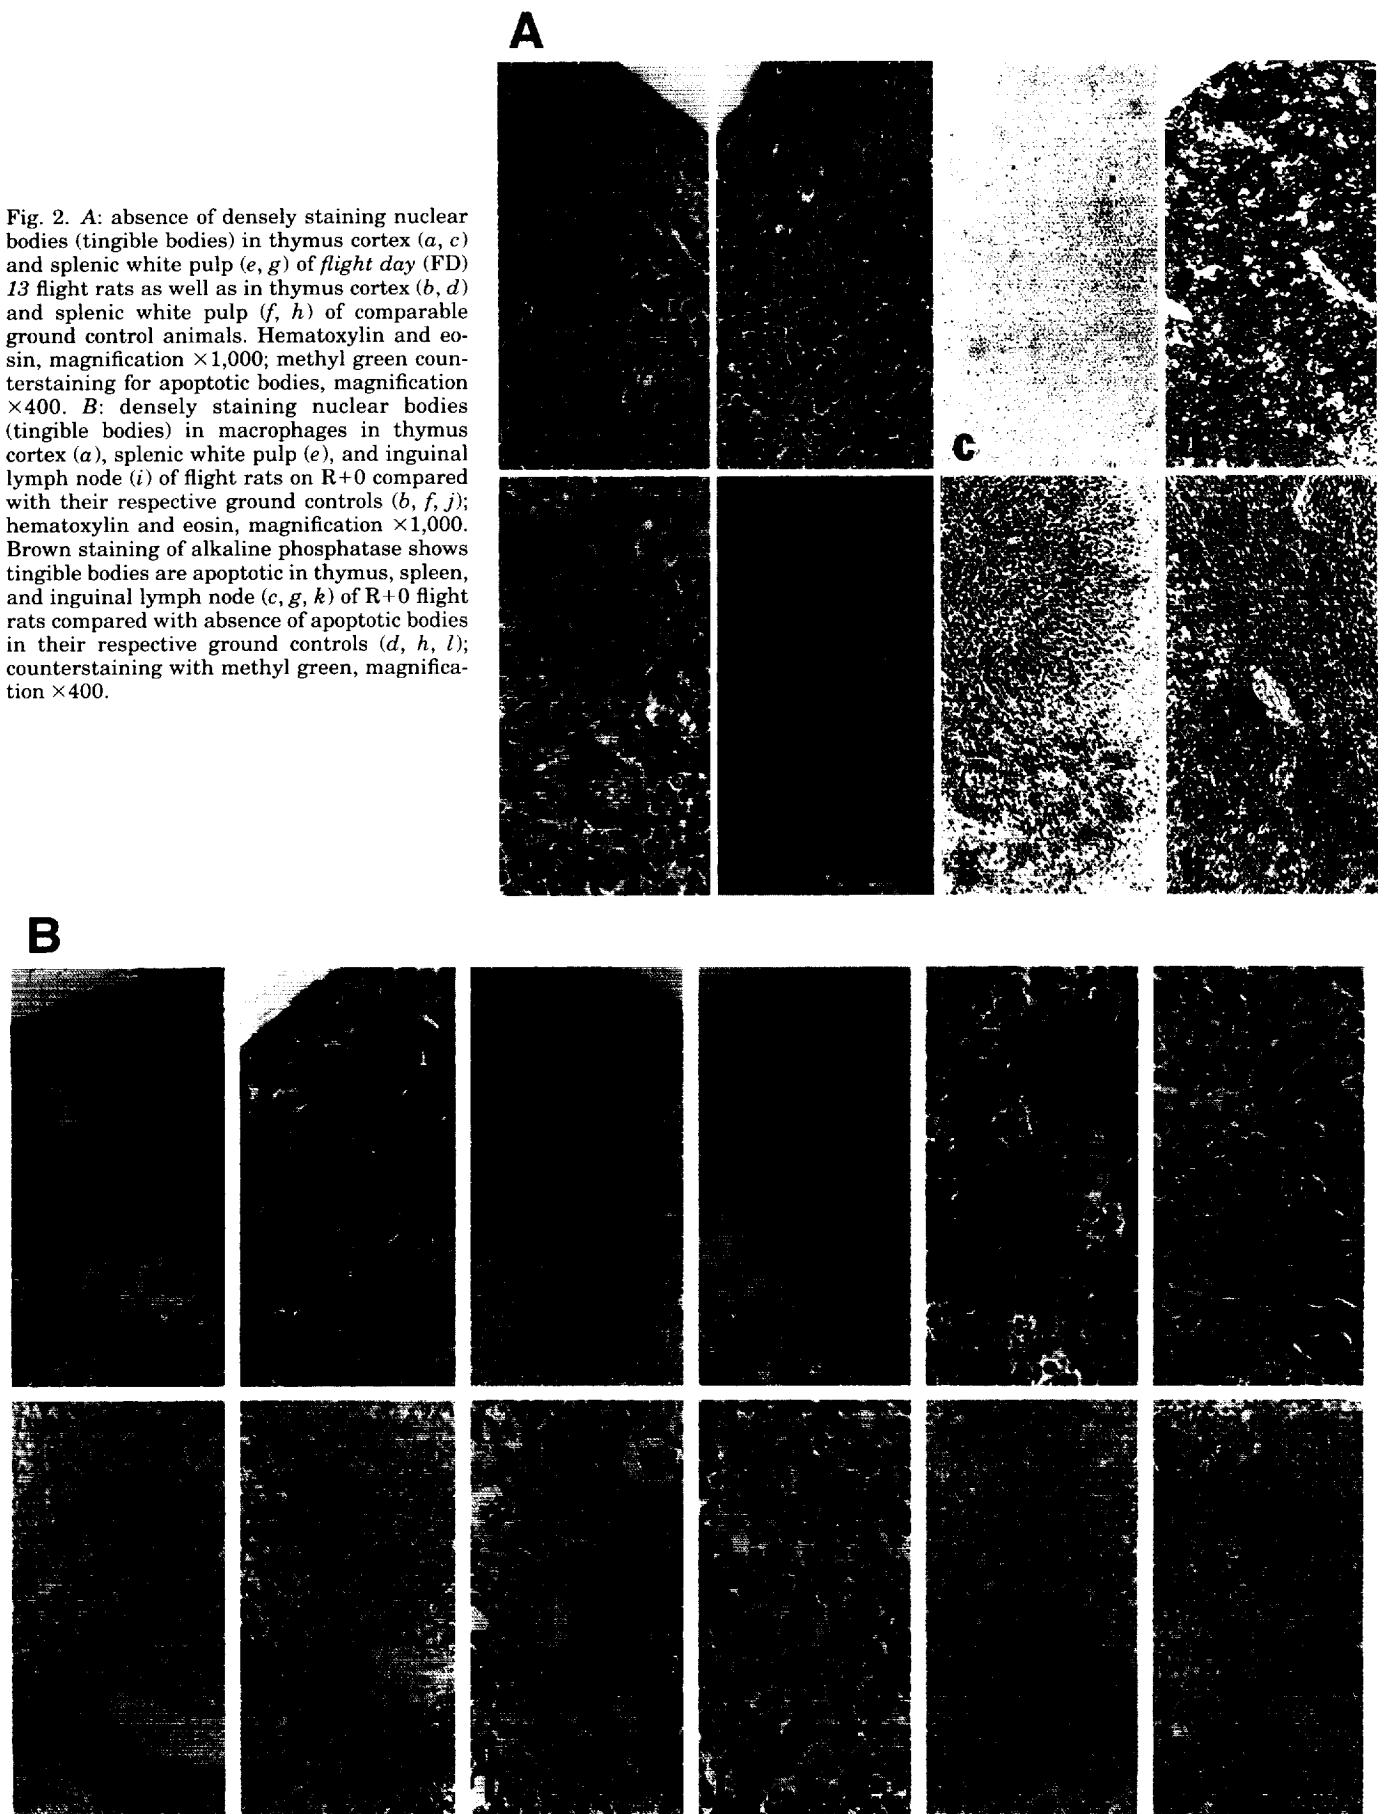 A
Fig. 2. A: absence of densely staining nuclear
bodies (tingible bodies) in thymus cortex (a, c)
and splenic white pulp (e, g) of flight day (FD)
13 flight rats as well as in thymus cortex (b, d)
and splenic white pulp (f, h) of comparable
ground control animals. Hematoxylin and eo-
sin, magnification ×1,000; methyl green coun-
terstaining for apoptotic bodies, magnification
×400. B: densely staining nuclear bodies
(tingible bodies) in macrophages in thymus
cortex (a), splenic white pulp (e), and inguinal
lymph node (i) of flight rats on R+0 compared
with their respective ground controls (b, f, j);
hematoxylin and eosin, magnification ×1,000.
Brown staining of alkaline phosphatase shows
tingible bodies are apoptotic in thymus, spleen,
and inguinal lymph node (c, g, k) of R+0 flight
rats compared with absence of apoptotic bodies
in their respective ground controls (d, h, l);
counterstaining with methyl green, magnifica-
tion ×400.
c
B